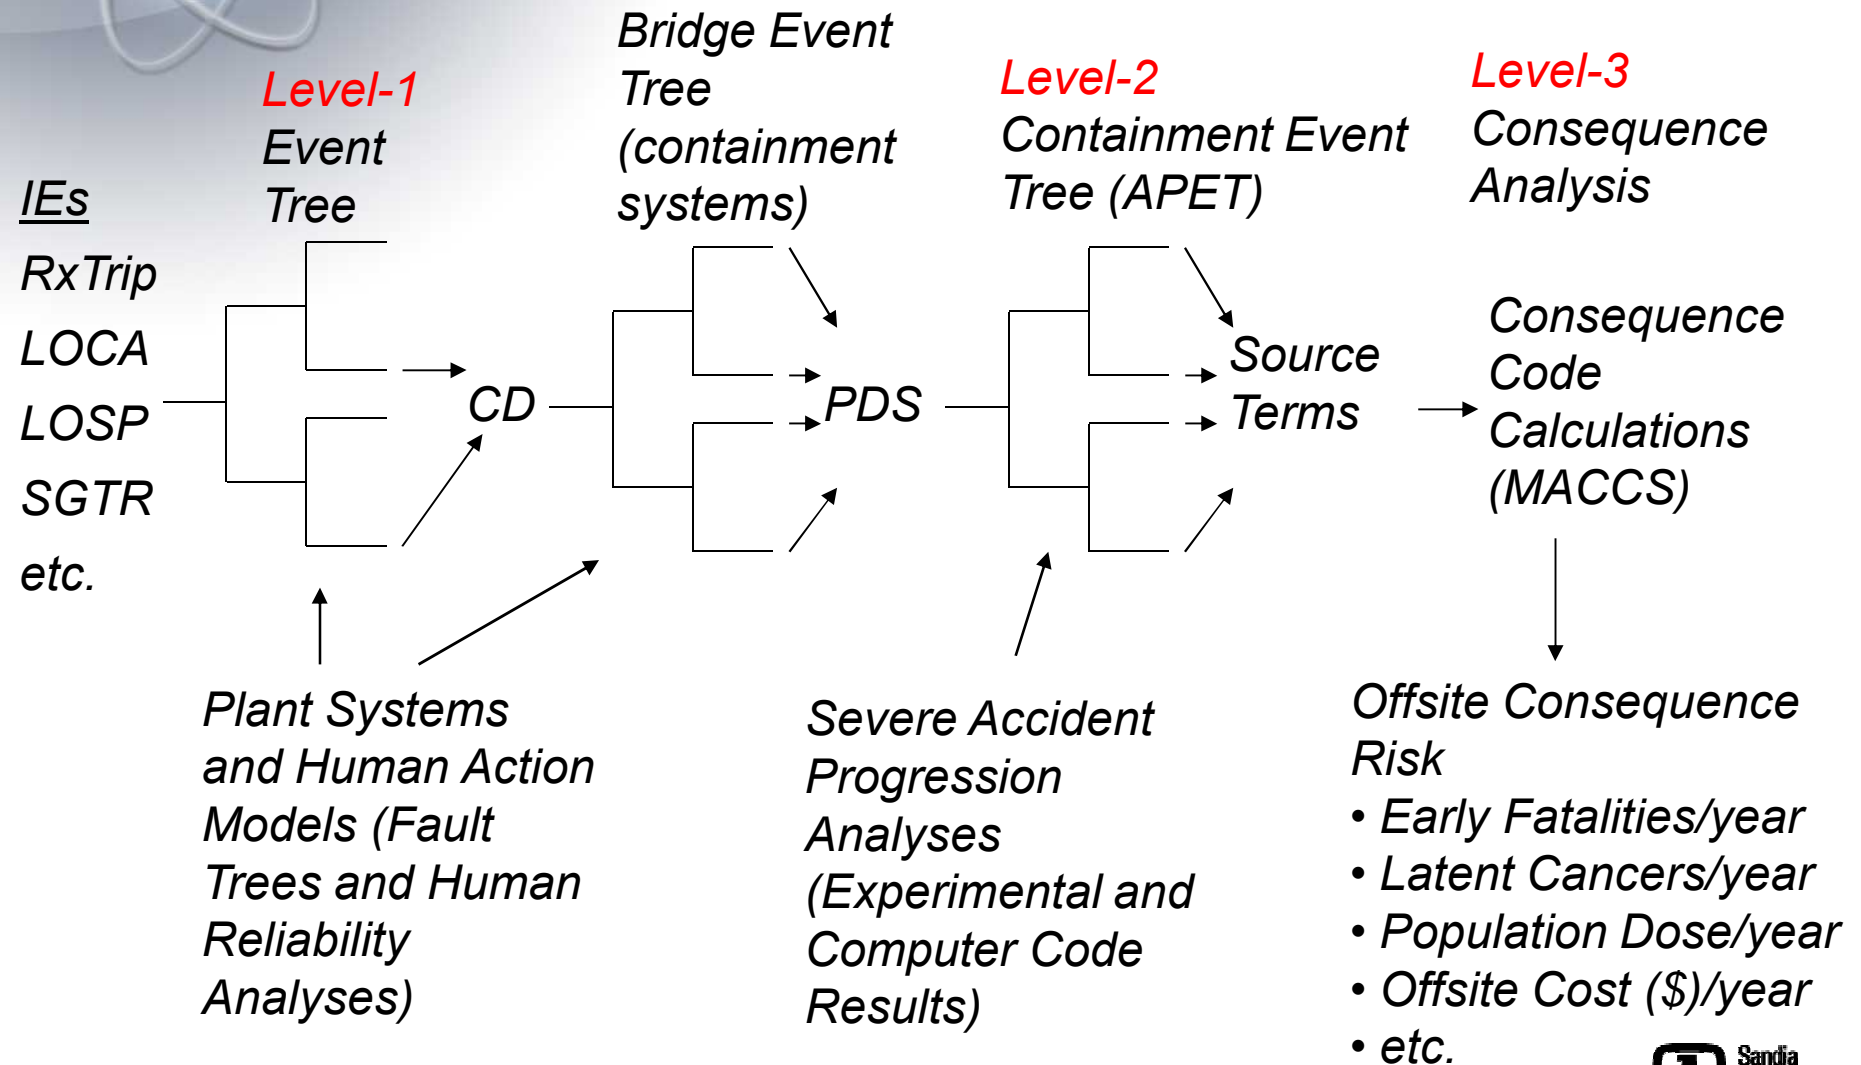 IEs
RxTrip
LOCA
LOSP
SGTR
etc.
Level-1
Event
Tree
CD
Bridge Event
Tree
(containment
systems)
PDS
Level-2
Containment Event
Tree (APET)
Source
Terms
Level-3
Consequence
Analysis
Consequence
Code
Calculations
(MACCS)
Plant Systems
and Human Action
Models (Fault
Trees and Human
Reliability
Analyses)
Severe Accident
Progression
Analyses
(Experimental and
Computer Code
Results)
Offsite Consequence
Risk
• Early Fatalities/year
• Latent Cancers/year
• Population Dose/year
• Offsite Cost ($)/year
• etc.
Sandia